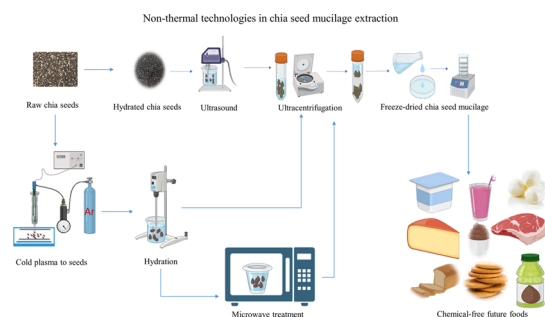 Non-thermal technologies in chia seed mucilage extraction
Raw chia seeds
Hydrated chia seeds
Ultrasound
Ultracentrifugation
Freeze-dried chia seed mucilage
Ar
Cold plasma to seeds
Hydration
Microwave treatment
Chemical-free future foods